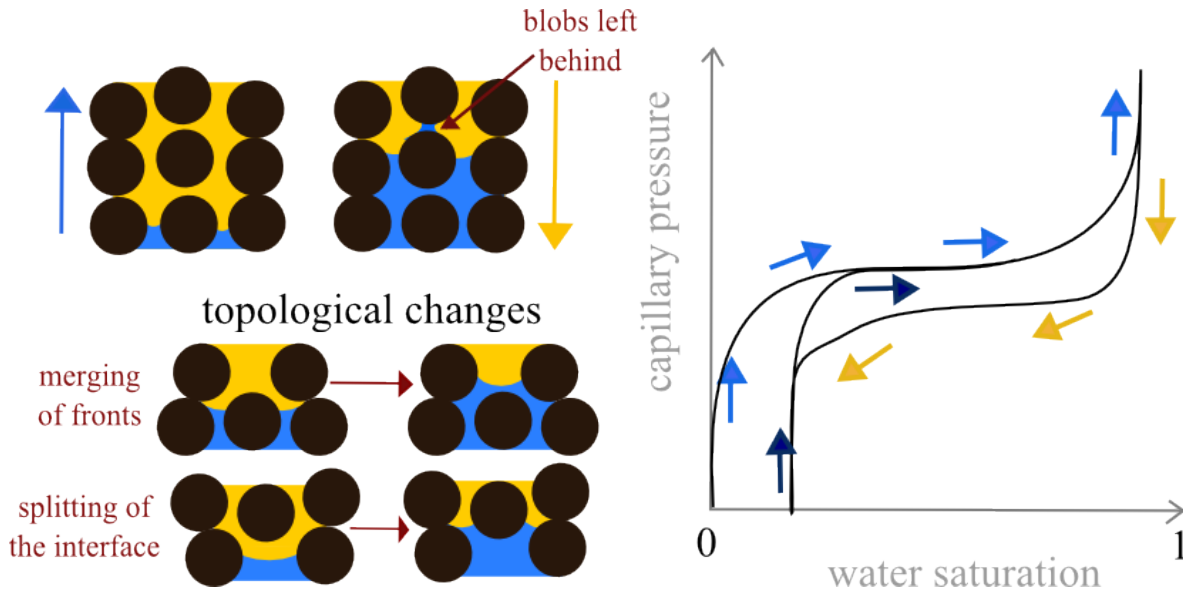 blobs left
behind
topological changes
merging
of fronts
splitting of
the interface
capillary pressure
0
1
water saturation